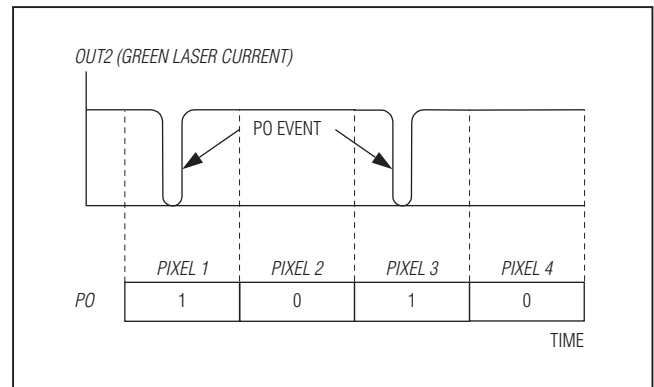 OUT2 (GREEN LASER CURRENT)
PO EVENT
PIXEL 1 PIXEL 2 PIXEL 3 PIXEL 4
PO 1 0 1 0
TIME